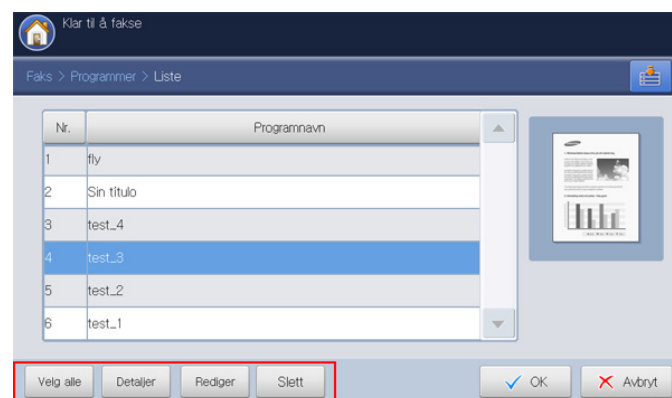 Klar til å fakse
Faks > Programmer > Liste
Nr. Programnavn
1 fly
2 Sin título
3 test_4
4 test_3
5 test_2
6 test_1
Velg alle Detaljer Rediger Slett OK Avbryt